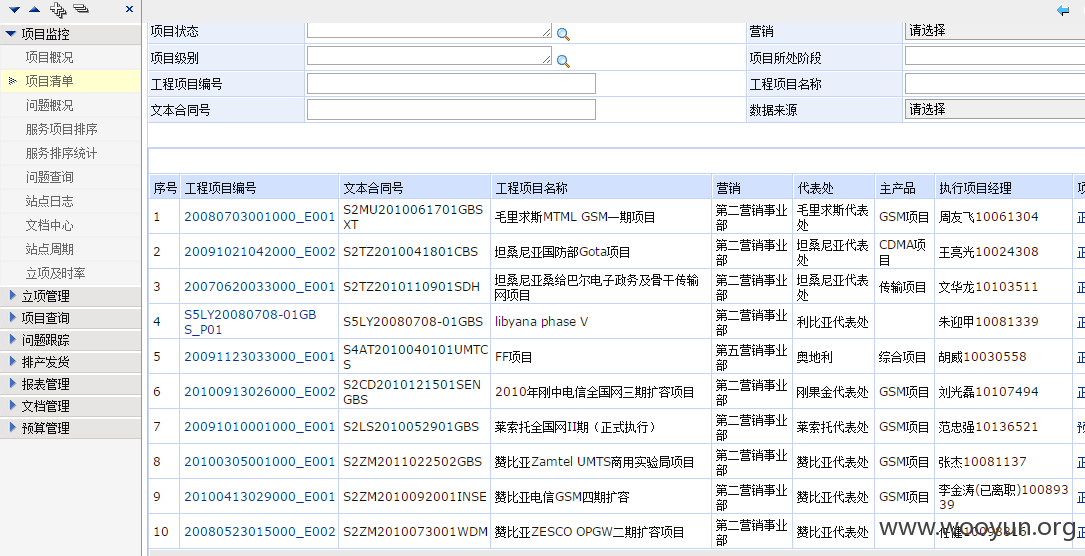 项目监控
项目概况
项目清单
问题概况
服务项目排序
服务排序统计
问题查询
站点日志
文档中心
站点周期
立项及时率
立项管理
项目查询
问题跟踪
排产发货
报表管理
文档管理
预算管理
项目状态 营销 请选择
项目级别 项目所处阶段
工程项目编号 工程项目名称
文本合同号 数据来源 请选择
序号 工程项目编号 文本合同号 工程项目名称 营销 代表处 主产品 执行项目经理
1 20080703001000_E001 S2MU2010061701GBSXT 毛里求斯MTML GSM一期项目 第二营销事业部 毛里求斯代表处 GSM项目 周友飞10061304
2 20091021042000_E002 S2TZ2010041801CBS 坦桑尼亚国防部Gota项目 第二营销事业部 坦桑尼亚代表处 CDMA项目 王亮光10024308
3 20070620033000_E001 S2TZ2010110901SDH 坦桑尼亚桑给巴尔电子政务及骨干传输网项目 第二营销事业部 坦桑尼亚代表处 传输项目 文华龙10103511
4 S5LY20080708-01GBS_P01 S5LY20080708-01GBS libyana phase V 第二营销事业部 利比亚代表处 朱迎甲10081339
5 20091123033000_E001 S4AT2010040101UMTCS FF项目 第五营销事业部 奥地利 综合项目 胡威10030558
6 20100913026000_E002 S2CD2010121501SENGBS 2010年刚中电信全国网三期扩容项目 第二营销事业部 刚果金代表处 GSM项目 刘光磊10107494
7 20091010001000_E001 S2LS2010052901GBS 莱索托全国网II期（正式执行） 第二营销事业部 莱索托代表处 GSM项目 范忠强10136521
8 20100305001000_E001 S2ZM2011022502GBS 赞比亚Zamtel UMTS商用实验局项目 第二营销事业部 赞比亚代表处 GSM项目 张杰10081137
9 20100413029000_E001 S2ZM2010092001INSE 赞比亚电信GSM四期扩容 第二营销事业部 赞比亚代表处 GSM项目 李金涛(已离职)10089339
10 20080523015000_E002 S2ZM2010073001WDM 赞比亚ZESCO OPGW二期扩容项目 第二营销事业部 赞比亚代表处
www.wooyun.org